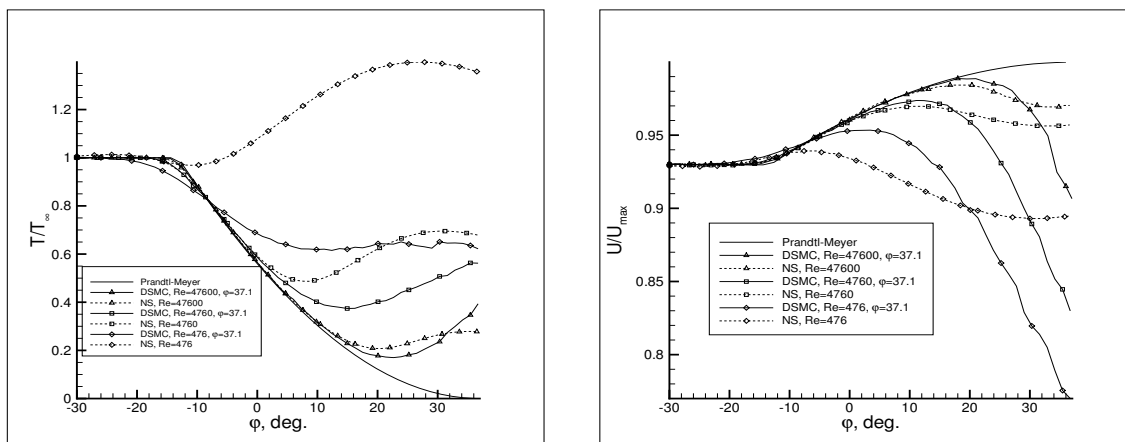 T/T∞
1.2
1
0.8
0.6
0.4
0.2
0
-30
-20
-10
0
10
20
30
φ, deg.
Prandtl-Meyer
DSMC, Re=47600, φ=37.1
NS, Re=47600
DSMC, Re=4760, φ=37.1
NS, Re=4760
DSMC, Re=476, φ=37.1
NS, Re=476
U/Umax
0.95
0.9
0.85
0.8
-30
-20
-10
0
10
20
30
φ, deg.
Prandtl-Meyer
DSMC, Re=47600, φ=37.1
NS, Re=47600
DSMC, Re=4760, φ=37.1
NS, Re=4760
DSMC, Re=476, φ=37.1
NS, Re=476